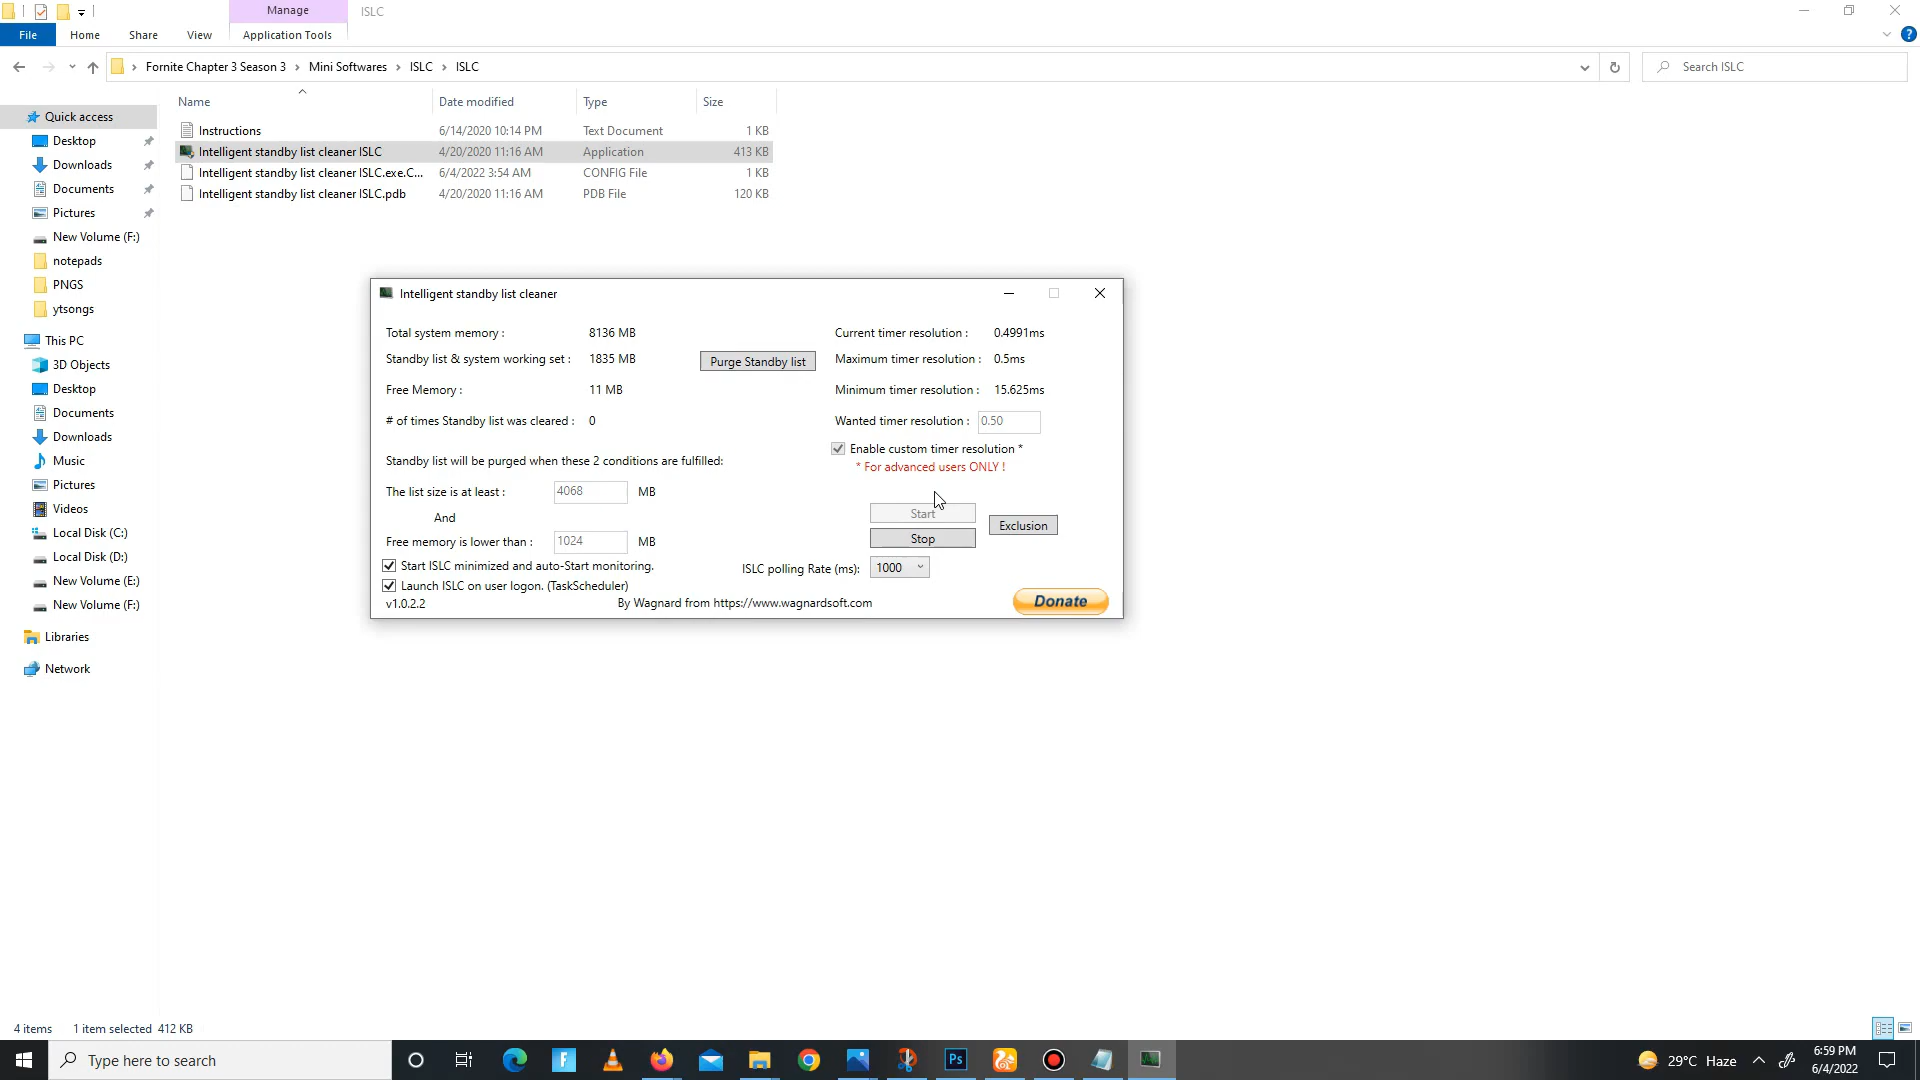 Manage
ISLC
File
Home
Share
View
Application Tools
Fornite Chapter 3 Season 3 › Mini Softwares › ISLC › ISLC
Search ISLC
Name
Date modified
Type
Size
Instructions 6/14/2020 10:14 PM Text Document 1 KB
Intelligent standby list cleaner ISLC 4/20/2020 11:16 AM Application 413 KB
Intelligent standby list cleaner ISLC.exe.C... 6/4/2022 3:54 AM CONFIG File 1 KB
Intelligent standby list cleaner ISLC.pdb 4/20/2020 11:16 AM PDB File 120 KB
Quick access
Desktop
Downloads
Documents
Pictures
New Volume (F:)
notepads
PNGS
ytsongs
This PC
3D Objects
Desktop
Documents
Downloads
Music
Pictures
Videos
Local Disk (C:)
Local Disk (D:)
New Volume (E:)
New Volume (F:)
Libraries
Network
Intelligent standby list cleaner
Total system memory : 8136 MB
Standby list & system working set : 1835 MB
Purge Standby list
Free Memory : 11 MB
# of times Standby list was cleared : 0
Standby list will be purged when these 2 conditions are fulfilled:
The list size is at least : 4068 MB
And
Free memory is lower than : 1024 MB
Start ISLC minimized and auto-Start monitoring.
Launch ISLC on user logon. (TaskScheduler)
v1.0.2.2
By Wagnard from https://www.wagnardsoft.com
Current timer resolution : 0.4991ms
Maximum timer resolution : 0.5ms
Minimum timer resolution : 15.625ms
Wanted timer resolution : 0.50
Enable custom timer resolution *
* For advanced users ONLY !
Start
Stop
Exclusion
ISLC polling Rate (ms): 1000
Donate
4 items
1 item selected 412 KB
Type here to search
Ps
29°C Haze
6:59 PM
6/4/2022